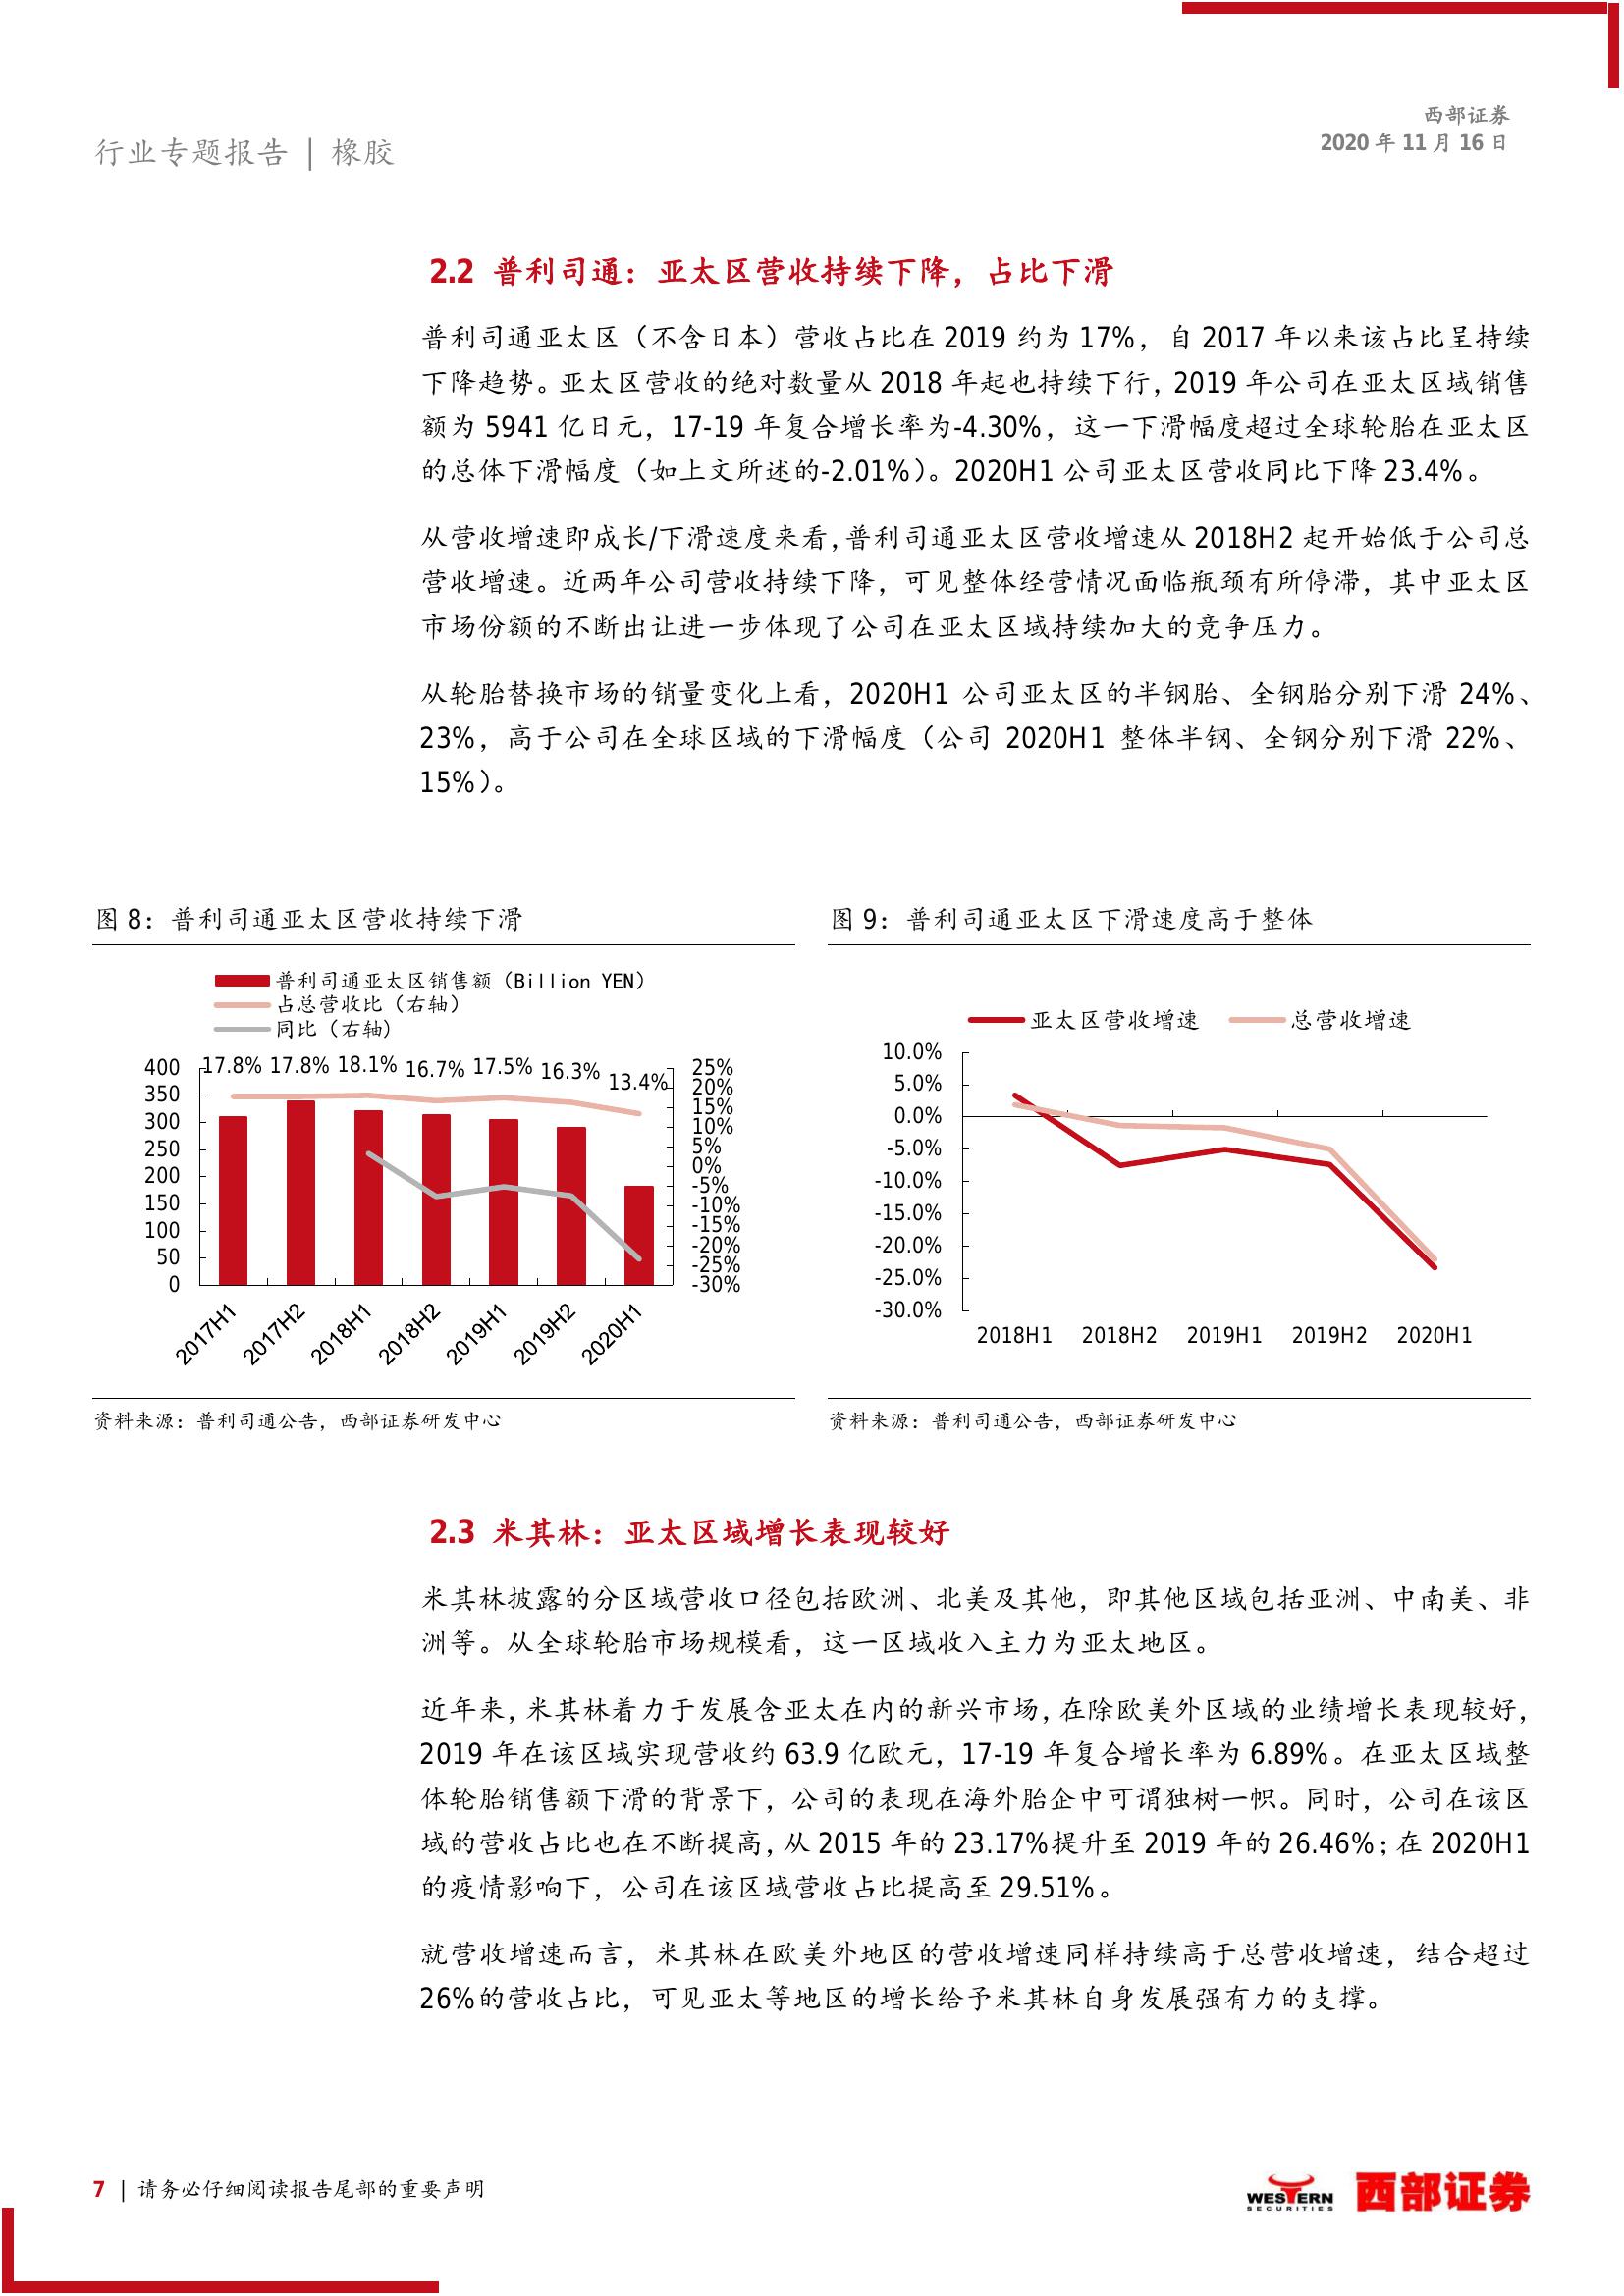 西部证券
2020 年 11 月 16 日
行业专题报告 | 橡胶
2.2 普利司通：亚太区营收持续下降，占比下滑
普利司通亚太区（不含日本）营收占比在 2019 约为 17%，自 2017 年以来该占比呈持续
下降趋势。亚太区营收的绝对数量从 2018 年起也持续下行，2019 年公司在亚太区域销售
额为 5941 亿日元，17-19 年复合增长率为-4.30%，这一下滑幅度超过全球轮胎在亚太区
的总体下滑幅度（如上文所述的-2.01%）。2020H1 公司亚太区营收同比下降 23.4%。
从营收增速即成长/下滑速度来看，普利司通亚太区营收增速从 2018H2 起开始低于公司总
营收增速。近两年公司营收持续下降，可见整体经营情况面临瓶颈有所停滞，其中亚太区
市场份额的不断出让进一步体现了公司在亚太区域持续加大的竞争压力。
从轮胎替换市场的销量变化上看，2020H1 公司亚太区的半钢胎、全钢胎分别下滑 24%、
23%，高于公司在全球区域的下滑幅度（公司 2020H1 整体半钢、全钢分别下滑 22%、
15%）。
图 8：普利司通亚太区营收持续下滑
普利司通亚太区销售额（Billion YEN）
占总营收比（右轴）
同比（右轴）
17.8% 17.8% 18.1% 16.7% 17.5% 16.3% 13.4%
400
350
300
250
200
150
100
50
0
25%
20%
15%
10%
5%
0%
-5%
-10%
-15%
-20%
-25%
-30%
2017H1 2017H2 2018H1 2018H2 2019H1 2019H2 2020H1
资料来源：普利司通公告，西部证券研发中心
图 9：普利司通亚太区下滑速度高于整体
亚太区营收增速 总营收增速
10.0%
5.0%
0.0%
-5.0%
-10.0%
-15.0%
-20.0%
-25.0%
-30.0%
2018H1 2018H2 2019H1 2019H2 2020H1
资料来源：普利司通公告，西部证券研发中心
2.3 米其林：亚太区域增长表现较好
米其林披露的分区域营收口径包括欧洲、北美及其他，即其他区域包括亚洲、中南美、非
洲等。从全球轮胎市场规模看，这一区域收入主力为亚太地区。
近年来，米其林着力于发展含亚太在内的新兴市场，在除欧美外区域的业绩增长表现较好，
2019 年在该区域实现营收约 63.9 亿欧元，17-19 年复合增长率为 6.89%。在亚太区域整
体轮胎销售额下滑的背景下，公司的表现在海外胎企中可谓独树一帜。同时，公司在该区
域的营收占比也在不断提高，从 2015 年的 23.17%提升至 2019 年的 26.46%；在 2020H1
的疫情影响下，公司在该区域营收占比提高至 29.51%。
就营收增速而言，米其林在欧美外地区的营收增速同样持续高于总营收增速，结合超过
26%的营收占比，可见亚太等地区的增长给予米其林自身发展强有力的支撑。
7 | 请务必仔细阅读报告尾部的重要声明
WESTERN
SECURITIES
西部证券